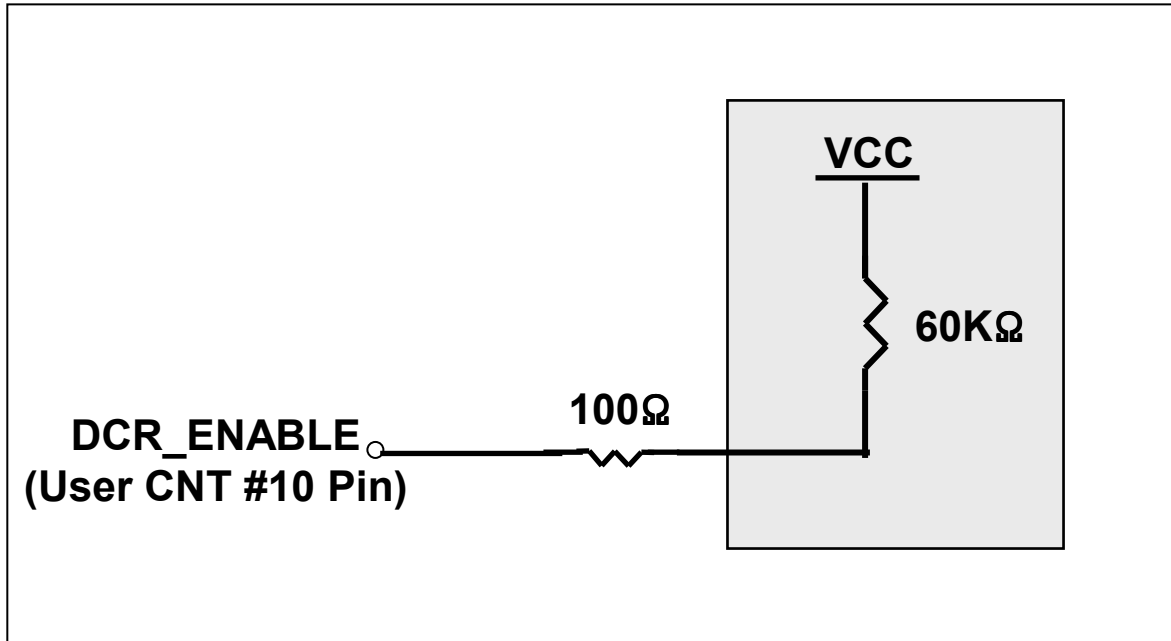 VCC
60KΩ
100Ω
DCR_ENABLE
(User CNT #10 Pin)